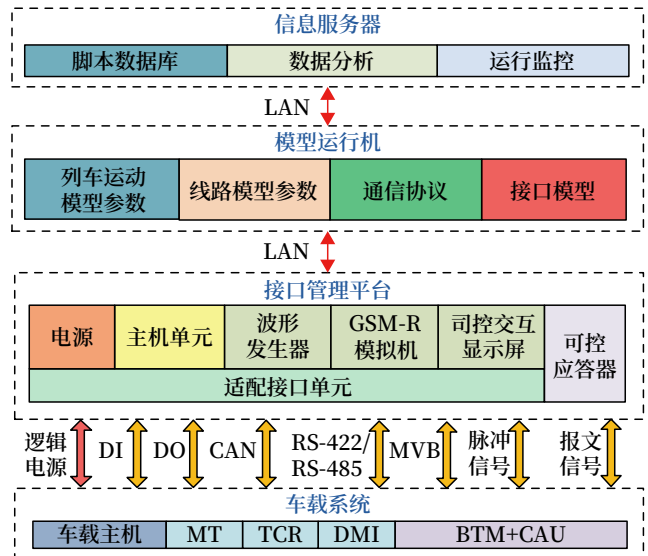 信息服务器
脚本数据库 数据分析 运行监控
LAN
模型运行机
列车运动
模型参数
线路模型参数 通信协议 接口模型
LAN
接口管理平台
电源 主机单元
波形
发生器
GSM-R
模拟机
司控交互
显示屏
可控
应答器
适配接口单元
逻辑
电源
DI DO CAN
RS-422/
RS-485
MVB
脉冲
信号
报文
信号
车载系统
车载主机 MT TCR DMI BTM+CAU